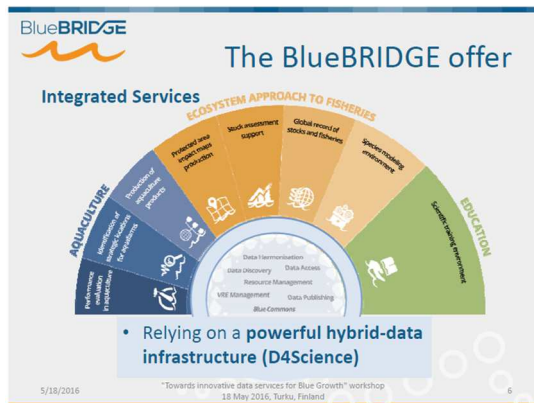 BlueBRIDGE
The BlueBRIDGE offer
Integrated Services
ECOSYSTEM APPROACH TO FISHERIES
AQUACULTURE
EDUCATION
Performance
evaluation
in aquaculture
Identification of
strategic locations
for aquafarms
Production of
aquaculture
products
Protected area
impact maps
production
Stock assessment
support
Global record of
stocks and fisheries
Species modeling
environment
Scientific training environment
Data Harmonisation
Data Discovery Data Access
Resource Management
VRE Management Data Publishing
Blue Commons
• Relying on a powerful hybrid-data
infrastructure (D4Science)
5/18/2016
"Towards innovative data services for Blue Growth" workshop
18 May 2016, Turku, Finland
6